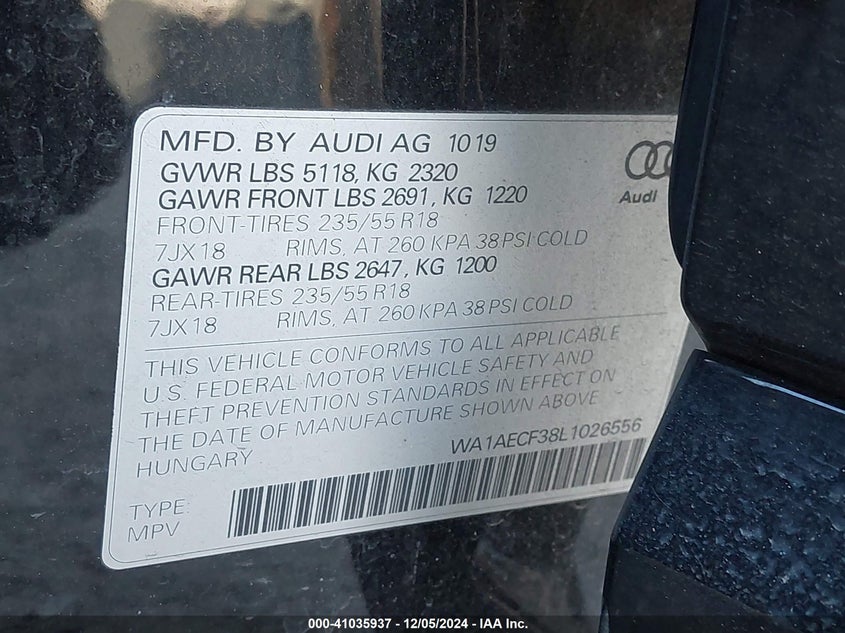 MFD. BY AUDI AG 10 19
GVWR LBS 5118, KG 2320
GAWR FRONT LBS 2691, KG 1220
FRONT-TIRES 235/55 R18
7JX18 RIMS, AT 260 KPA 38 PSI COLD
GAWR REAR LBS 2647, KG 1200
REAR-TIRES 235/55 R18
7JX18 RIMS, AT 260 KPA 38 PSI COLD
Audi
THIS VEHICLE CONFORMS TO ALL APPLICABLE
U.S. FEDERAL MOTOR VEHICLE SAFETY AND
THEFT PREVENTION STANDARDS IN EFFECT ON
THE DATE OF MANUFACTURE SHOWN ABOVE
HUNGARY WA1AECF38L1026556
TYPE:
MPV
000-41035937 - 12/05/2024 - IAA Inc.